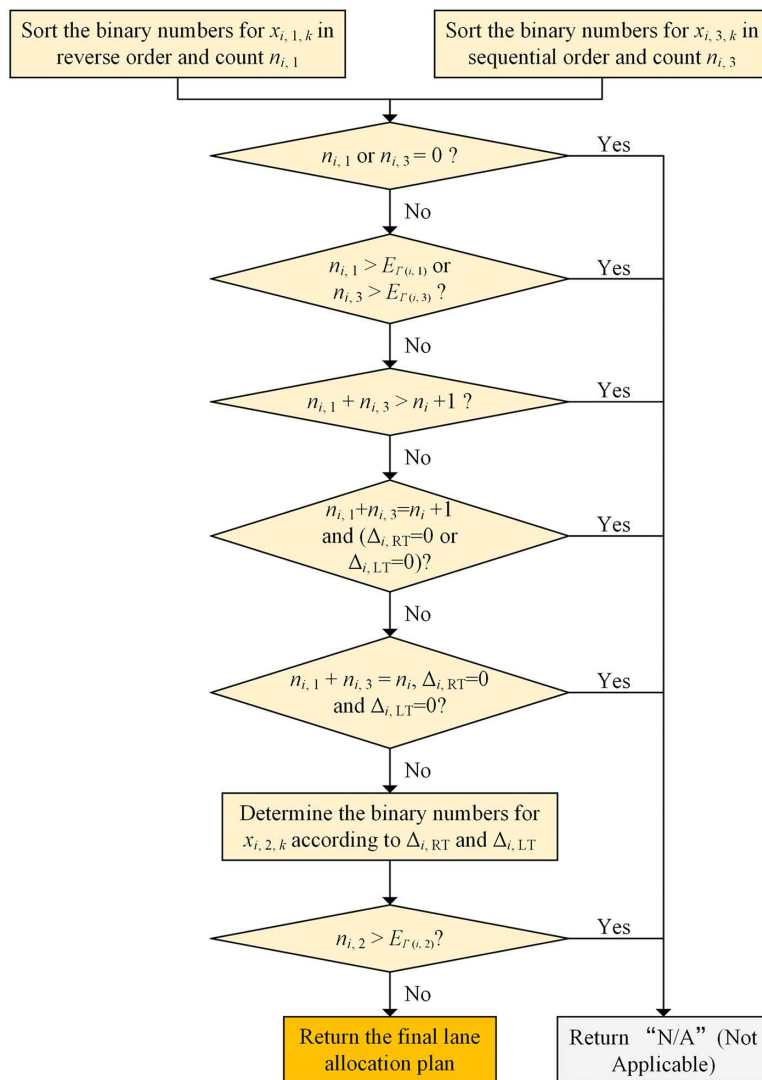 Sort the binary numbers for x_{i, 1, k} in
reverse order and count n_{i, 1}
Sort the binary numbers for x_{i, 3, k} in
sequential order and count n_{i, 3}
n_{i, 1} or n_{i, 3} = 0 ?
Yes
No
n_{i, 1} > E_{Γ(i, 1)} or
n_{i, 3} > E_{Γ(i, 3)} ?
Yes
No
n_{i, 1} + n_{i, 3} > n_i +1 ?
Yes
No
n_{i, 1}+n_{i, 3}=n_i +1
and (Δ_{i, RT}=0 or
Δ_{i, LT}=0)?
Yes
No
n_{i, 1} + n_{i, 3} = n_i, Δ_{i, RT}=0
and Δ_{i, LT}=0?
Yes
No
Determine the binary numbers for
x_{i, 2, k} according to Δ_{i, RT} and Δ_{i, LT}
n_{i, 2} > E_{Γ(i, 2)}?
Yes
No
Return the final lane
allocation plan
Return “N/A” (Not
Applicable)